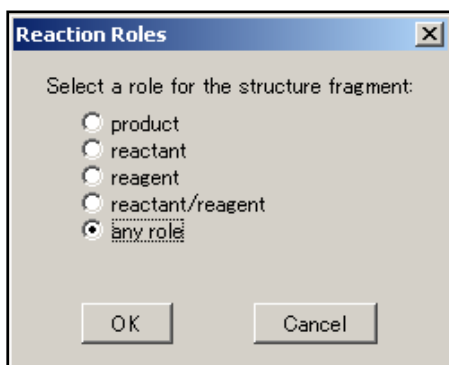 Reaction Roles
Select a role for the structure fragment:
product
reactant
reagent
reactant/reagent
any role
OK Cancel